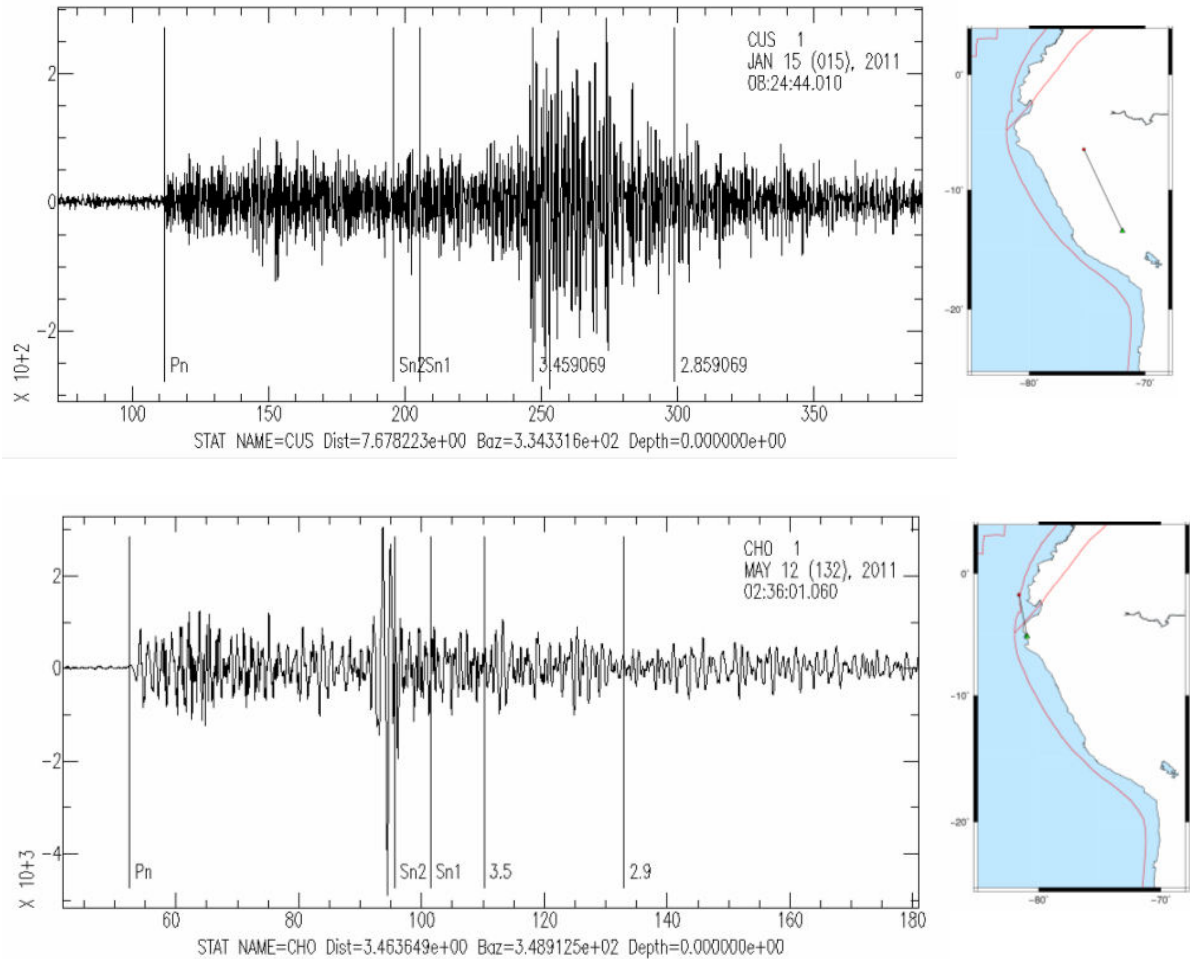 CUS 1
JAN 15 (015), 2011
08:24:44.010
2
0
-2
X 10+2
Pn
Sn2
Sn1
3.459069
2.859069
100 150 200 250 300 350
STAT NAME=CUS Dist=7.678223e+00 Baz=3.343316e+02 Depth=0.000000e+00
0°
-10°
-20°
-80° -70°
CHO 1
MAY 12 (132), 2011
02:36:01.060
2
0
-2
-4
X 10+3
Pn
Sn2
Sn1
3.5
2.9
60 80 100 120 140 160 180
STAT NAME=CHO Dist=3.463649e+00 Baz=3.489125e+02 Depth=0.000000e+00
0°
-10°
-20°
-80° -70°